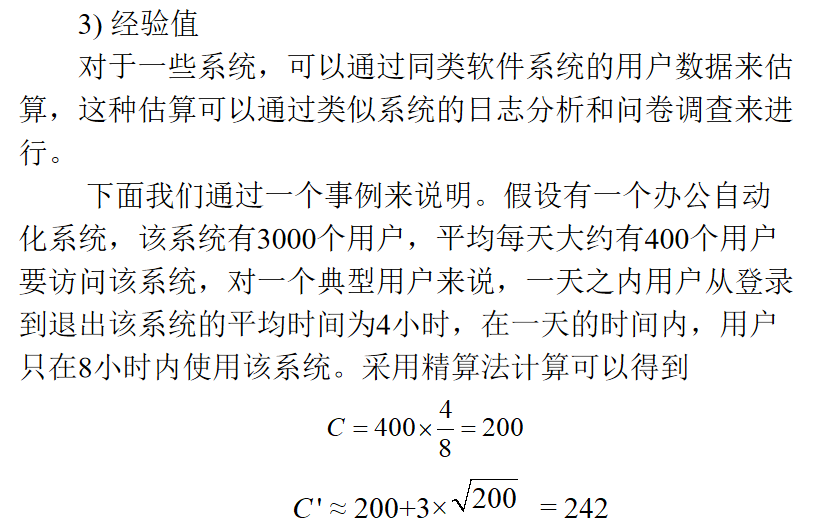 3) 经验值
对于一些系统，可以通过同类软件系统的用户数据来估
算，这种估算可以通过类似系统的日志分析和问卷调查来进
行。
下面我们通过一个事例来说明。假设有一个办公自动
化系统，该系统有3000个用户，平均每天大约有400个用户
要访问该系统，对一个典型用户来说，一天之内用户从登录
到退出该系统的平均时间为4小时，在一天的时间内，用户
只在8小时内使用该系统。采用精算法计算可以得到
C = 400×4/8 = 200
C' ≈ 200+3×√200 = 242